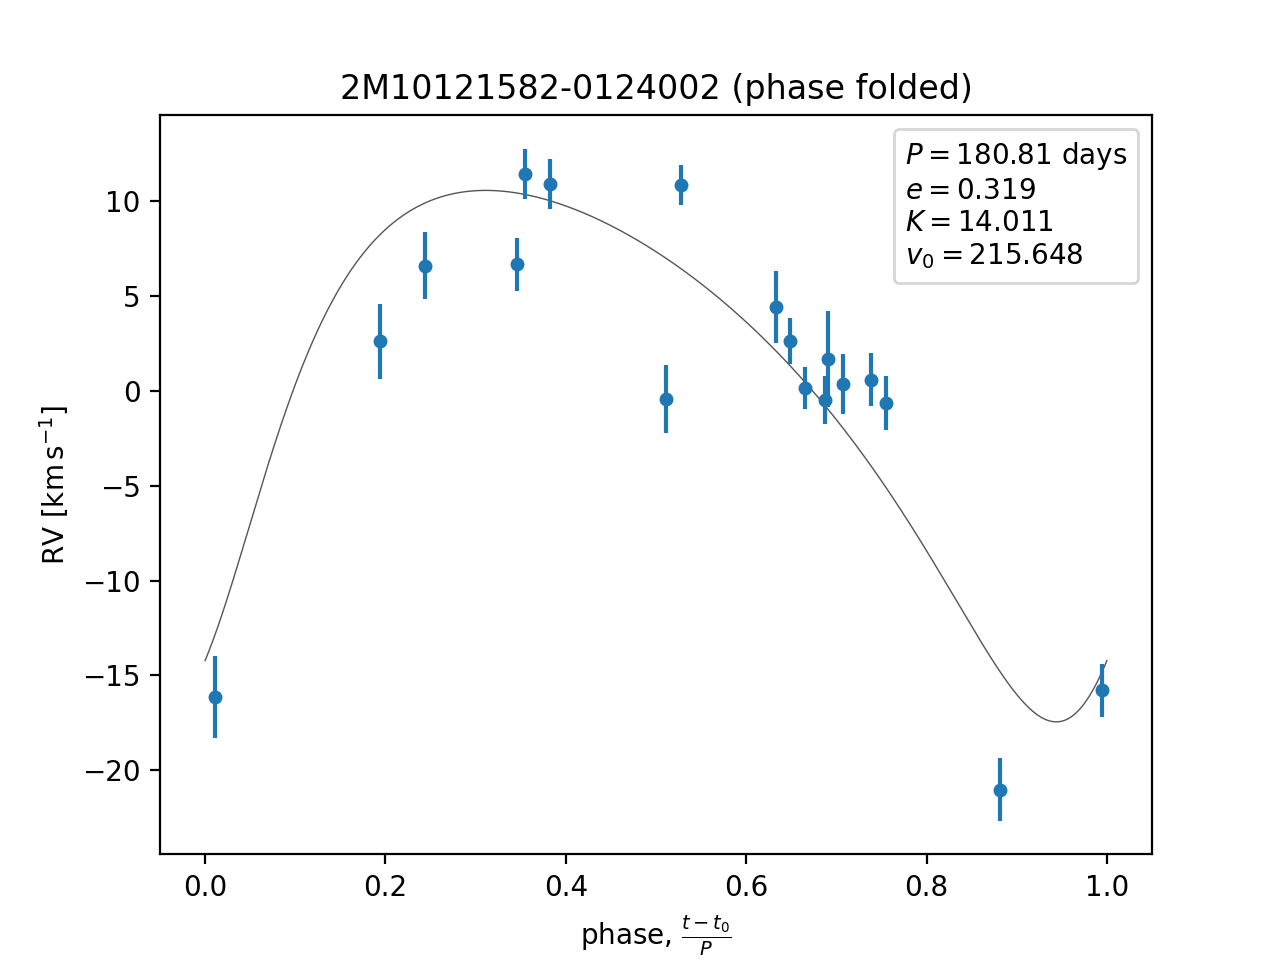 2M10121582-0124002 (phase folded)
P = 180.81 days
e = 0.319
K = 14.011
v₀ = 215.648
10
5
0
−5
−10
−15
−20
RV [km s⁻¹]
0.0 0.2 0.4 0.6 0.8 1.0
phase, (t − t₀)/P